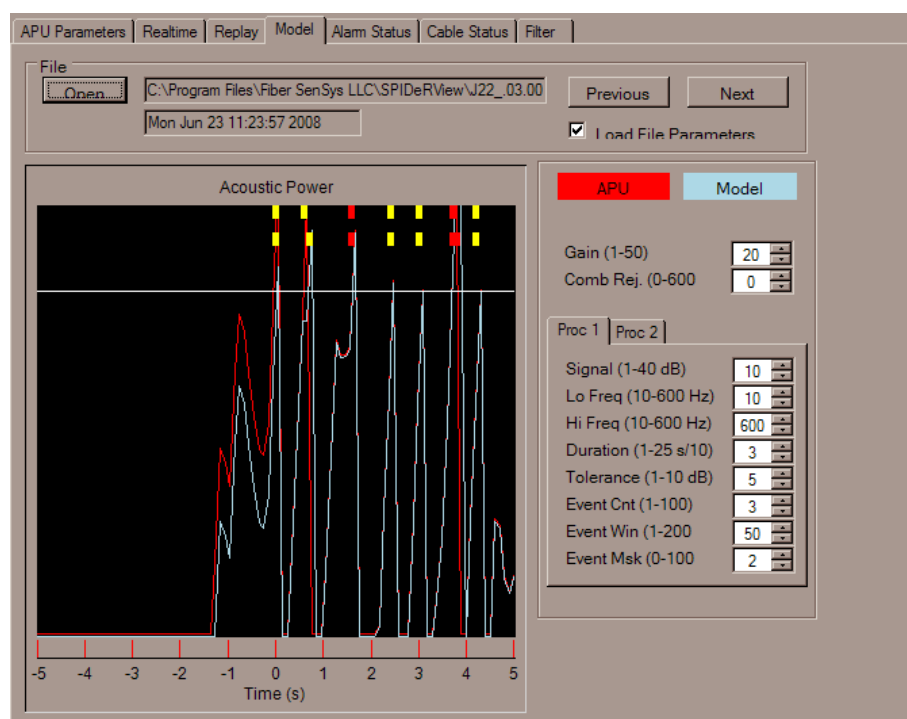 APU Parameters Realtime Replay Model Alarm Status Cable Status Filter
File
Open
C:\Program Files\Fiber SenSys LLC\SPIDeRView\J22_.03.00
Previous Next
Mon Jun 23 11:23:57 2008
Load File Parameters
Acoustic Power
APU Model
Gain (1-50) 20
Comb Rej. (0-600 0
Proc 1 Proc 2
Signal (1-40 dB) 10
Lo Freq (10-600 Hz) 10
Hi Freq (10-600 Hz) 600
Duration (1-25 s/10) 3
Tolerance (1-10 dB) 5
Event Cnt (1-100) 3
Event Win (1-200 50
Event Msk (0-100 2
-5 -4 -3 -2 -1 0 1 2 3 4 5
Time (s)